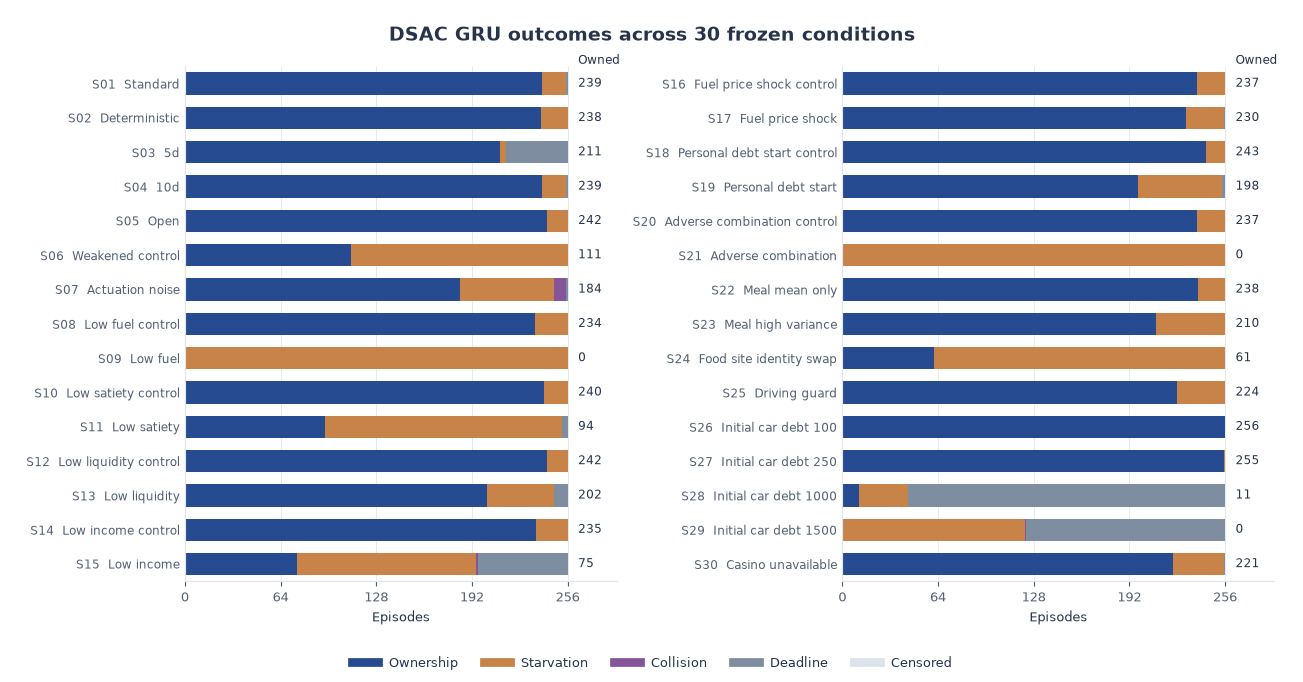 DSAC GRU outcomes across 30 frozen conditions
Owned
S01 Standard 239
S02 Deterministic 238
S03 5d 211
S04 10d 239
S05 Open 242
S06 Weakened control 111
S07 Actuation noise 184
S08 Low fuel control 234
S09 Low fuel 0
S10 Low satiety control 240
S11 Low satiety 94
S12 Low liquidity control 242
S13 Low liquidity 202
S14 Low income control 235
S15 Low income 75
0 64 128 192 256
Episodes
Owned
S16 Fuel price shock control 237
S17 Fuel price shock 230
S18 Personal debt start control 243
S19 Personal debt start 198
S20 Adverse combination control 237
S21 Adverse combination 0
S22 Meal mean only 238
S23 Meal high variance 210
S24 Food site identity swap 61
S25 Driving guard 224
S26 Initial car debt 100 256
S27 Initial car debt 250 255
S28 Initial car debt 1000 11
S29 Initial car debt 1500 0
S30 Casino unavailable 221
0 64 128 192 256
Episodes
Ownership Starvation Collision Deadline Censored